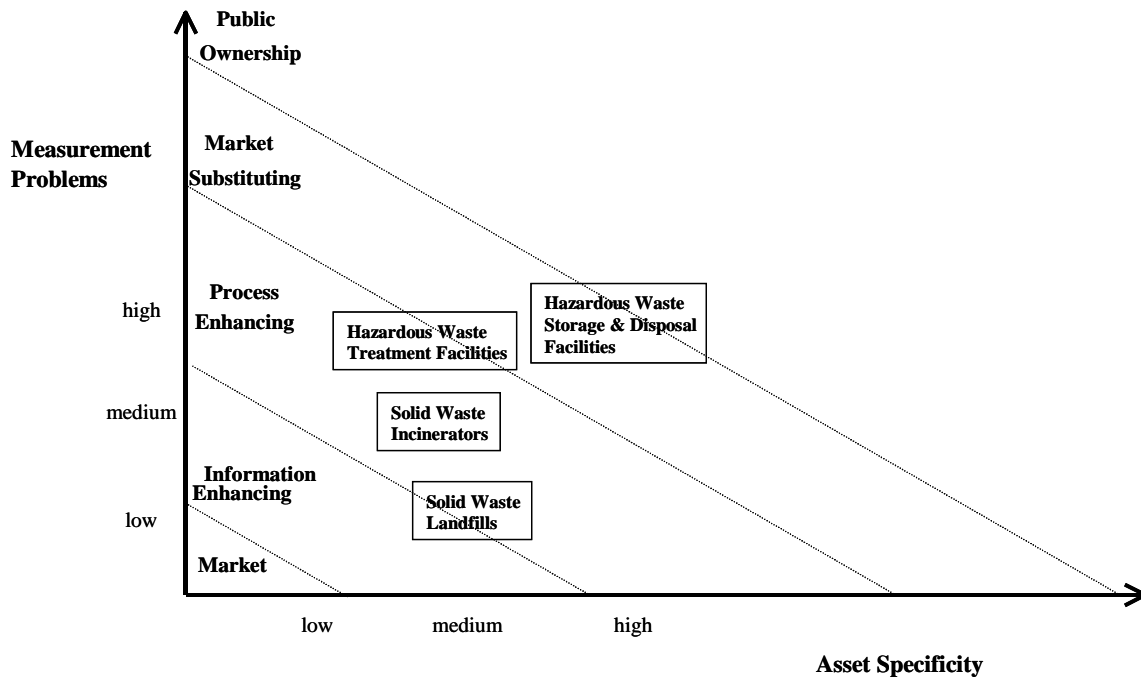 Public
Ownership
Measurement
Problems
Market
Substituting
high
Process
Enhancing
Hazardous Waste
Treatment Facilities
Hazardous Waste
Storage & Disposal
Facilities
medium
Solid Waste
Incinerators
Information
Enhancing
Solid Waste
Landfills
low
Market
low
medium
high
Asset Specificity